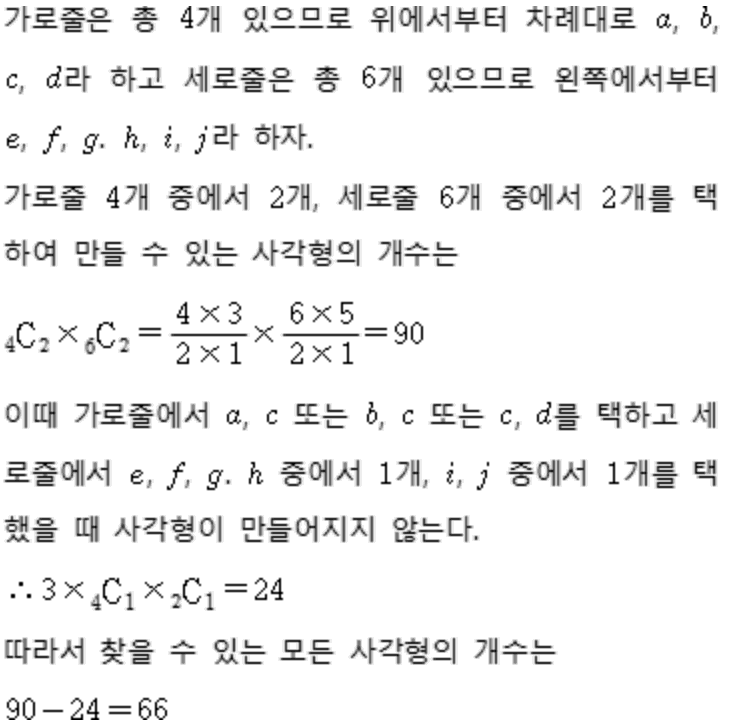 가로줄은 총 4개 있으므로 위에서부터 차례대로 a, b,
c, d라 하고 세로줄은 총 6개 있으므로 왼쪽에서부터
e, f, g. h, i, j라 하자.
가로줄 4개 중에서 2개, 세로줄 6개 중에서 2개를 택
하여 만들 수 있는 사각형의 개수는
₄C₂×₆C₂=\frac{4×3}{2×1}×\frac{6×5}{2×1}=90
이때 가로줄에서 a, c 또는 b, c 또는 c, d를 택하고 세
로줄에서 e, f, g. h 중에서 1개, i, j 중에서 1개를 택
했을 때 사각형이 만들어지지 않는다.
∴ 3×₄C₁×₂C₁=24
따라서 찾을 수 있는 모든 사각형의 개수는
90-24=66